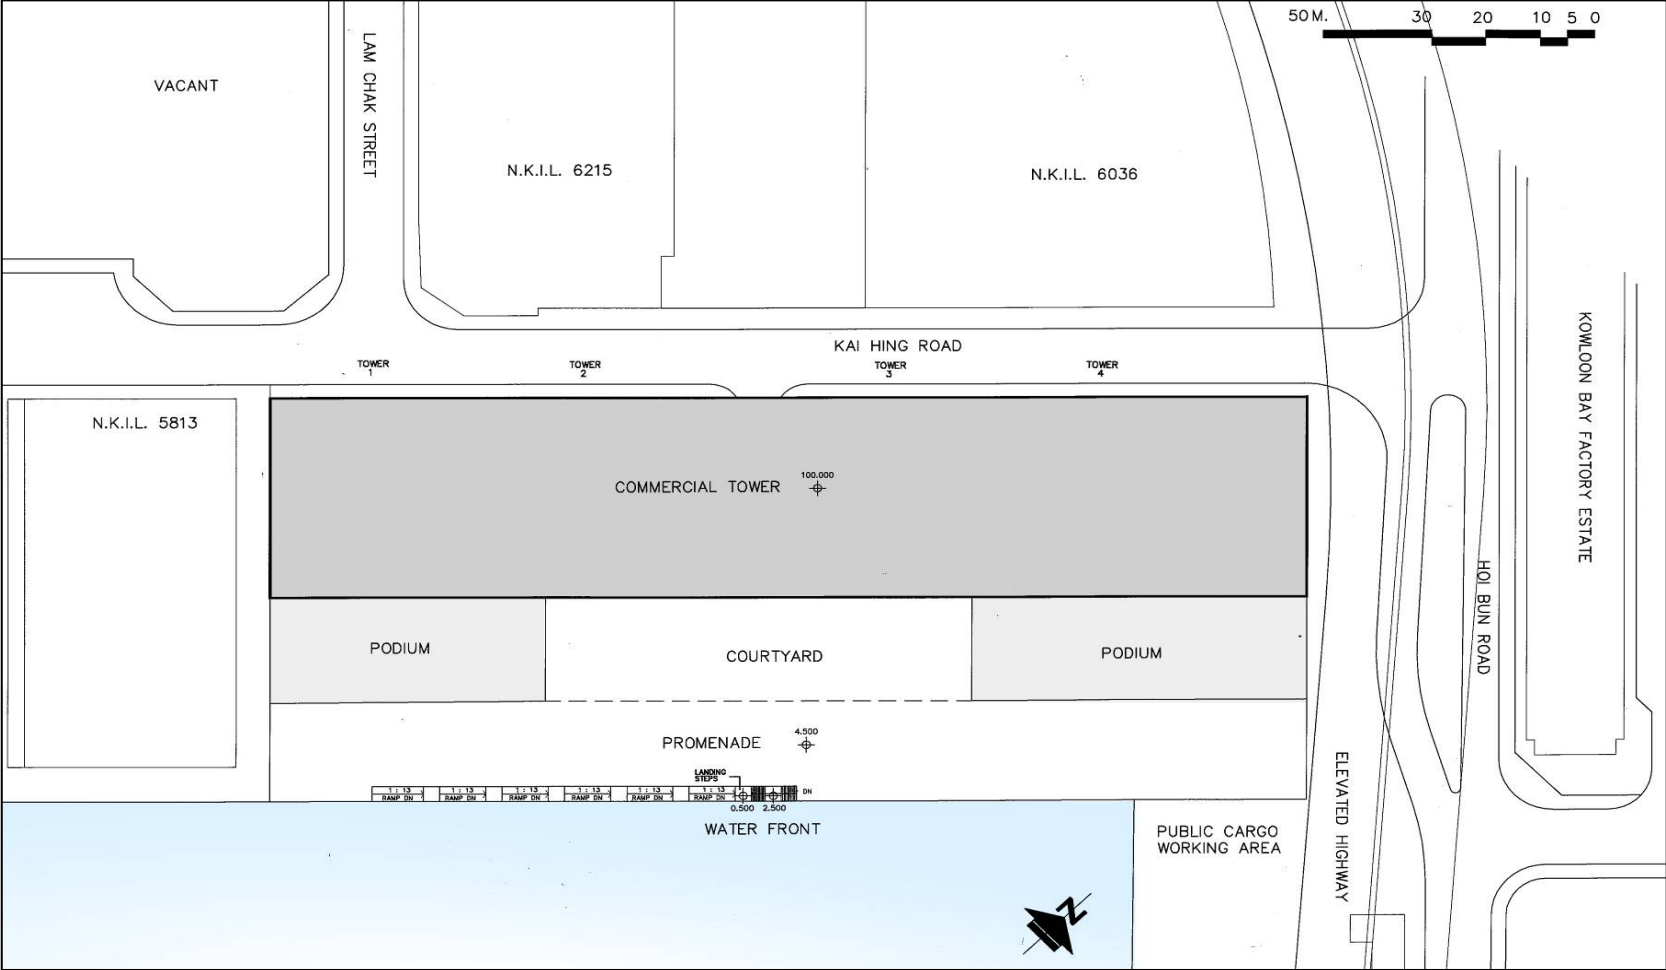 50 M. 30 20 10 5 0
VACANT
LAM CHAK STREET
N.K.I.L. 6215
N.K.I.L. 6036
KAI HING ROAD
TOWER
1
TOWER
2
TOWER
3
TOWER
4
N.K.I.L. 5813
KOWLOON BAY FACTORY ESTATE
COMMERCIAL TOWER
100.000
HOI BUN ROAD
PODIUM
COURTYARD
PODIUM
PROMENADE
4.500
LANDING
STEPS
1 : 13
RAMP DN
1 : 13
RAMP DN
1 : 13
RAMP DN
1 : 13
RAMP DN
1 : 13
RAMP DN
1 : 13
RAMP DN
DN
0.500 2.500
WATER FRONT
ELEVATED HIGHWAY
PUBLIC CARGO
WORKING AREA
N